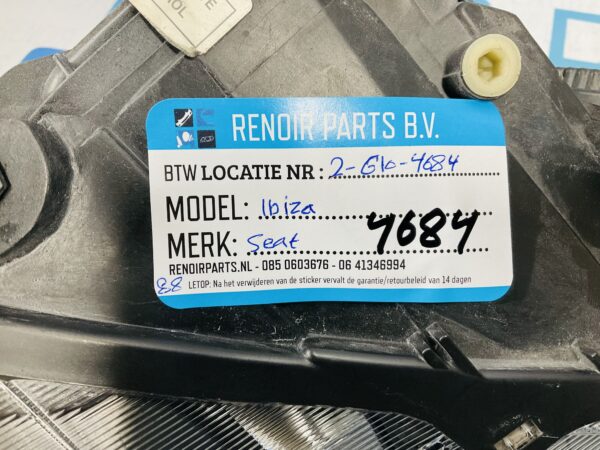 RENOIR PARTS B.V.
BTW LOCATIE NR : 2-G10-4684
MODEL: Ibiza
MERK: Seat 4684
RENOIRPARTS.NL - 085 0603676 - 06 41346994
LETOP: Na het verwijderen van de sticker vervalt de garantie/retourbeleid van 14 dagen